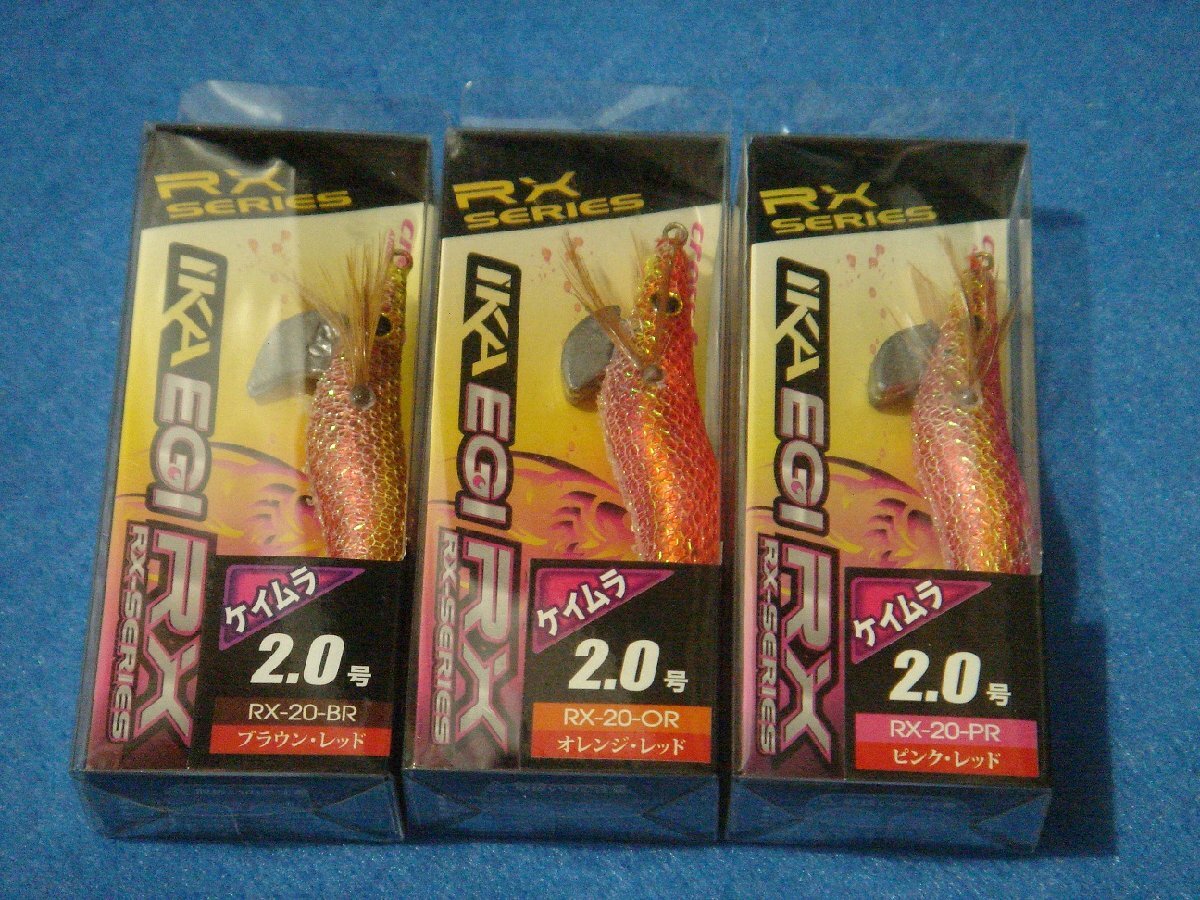 RX
SERIES
IKA EGI RX
RX-SERIES
ケイムラ
2.0号
RX-20-BR
ブラウン・レッド
RX
SERIES
IKA EGI RX
RX-SERIES
ケイムラ
2.0号
RX-20-OR
オレンジ・レッド
RX
SERIES
IKA EGI RX
RX-SERIES
ケイムラ
2.0号
RX-20-PR
ピンク・レッド